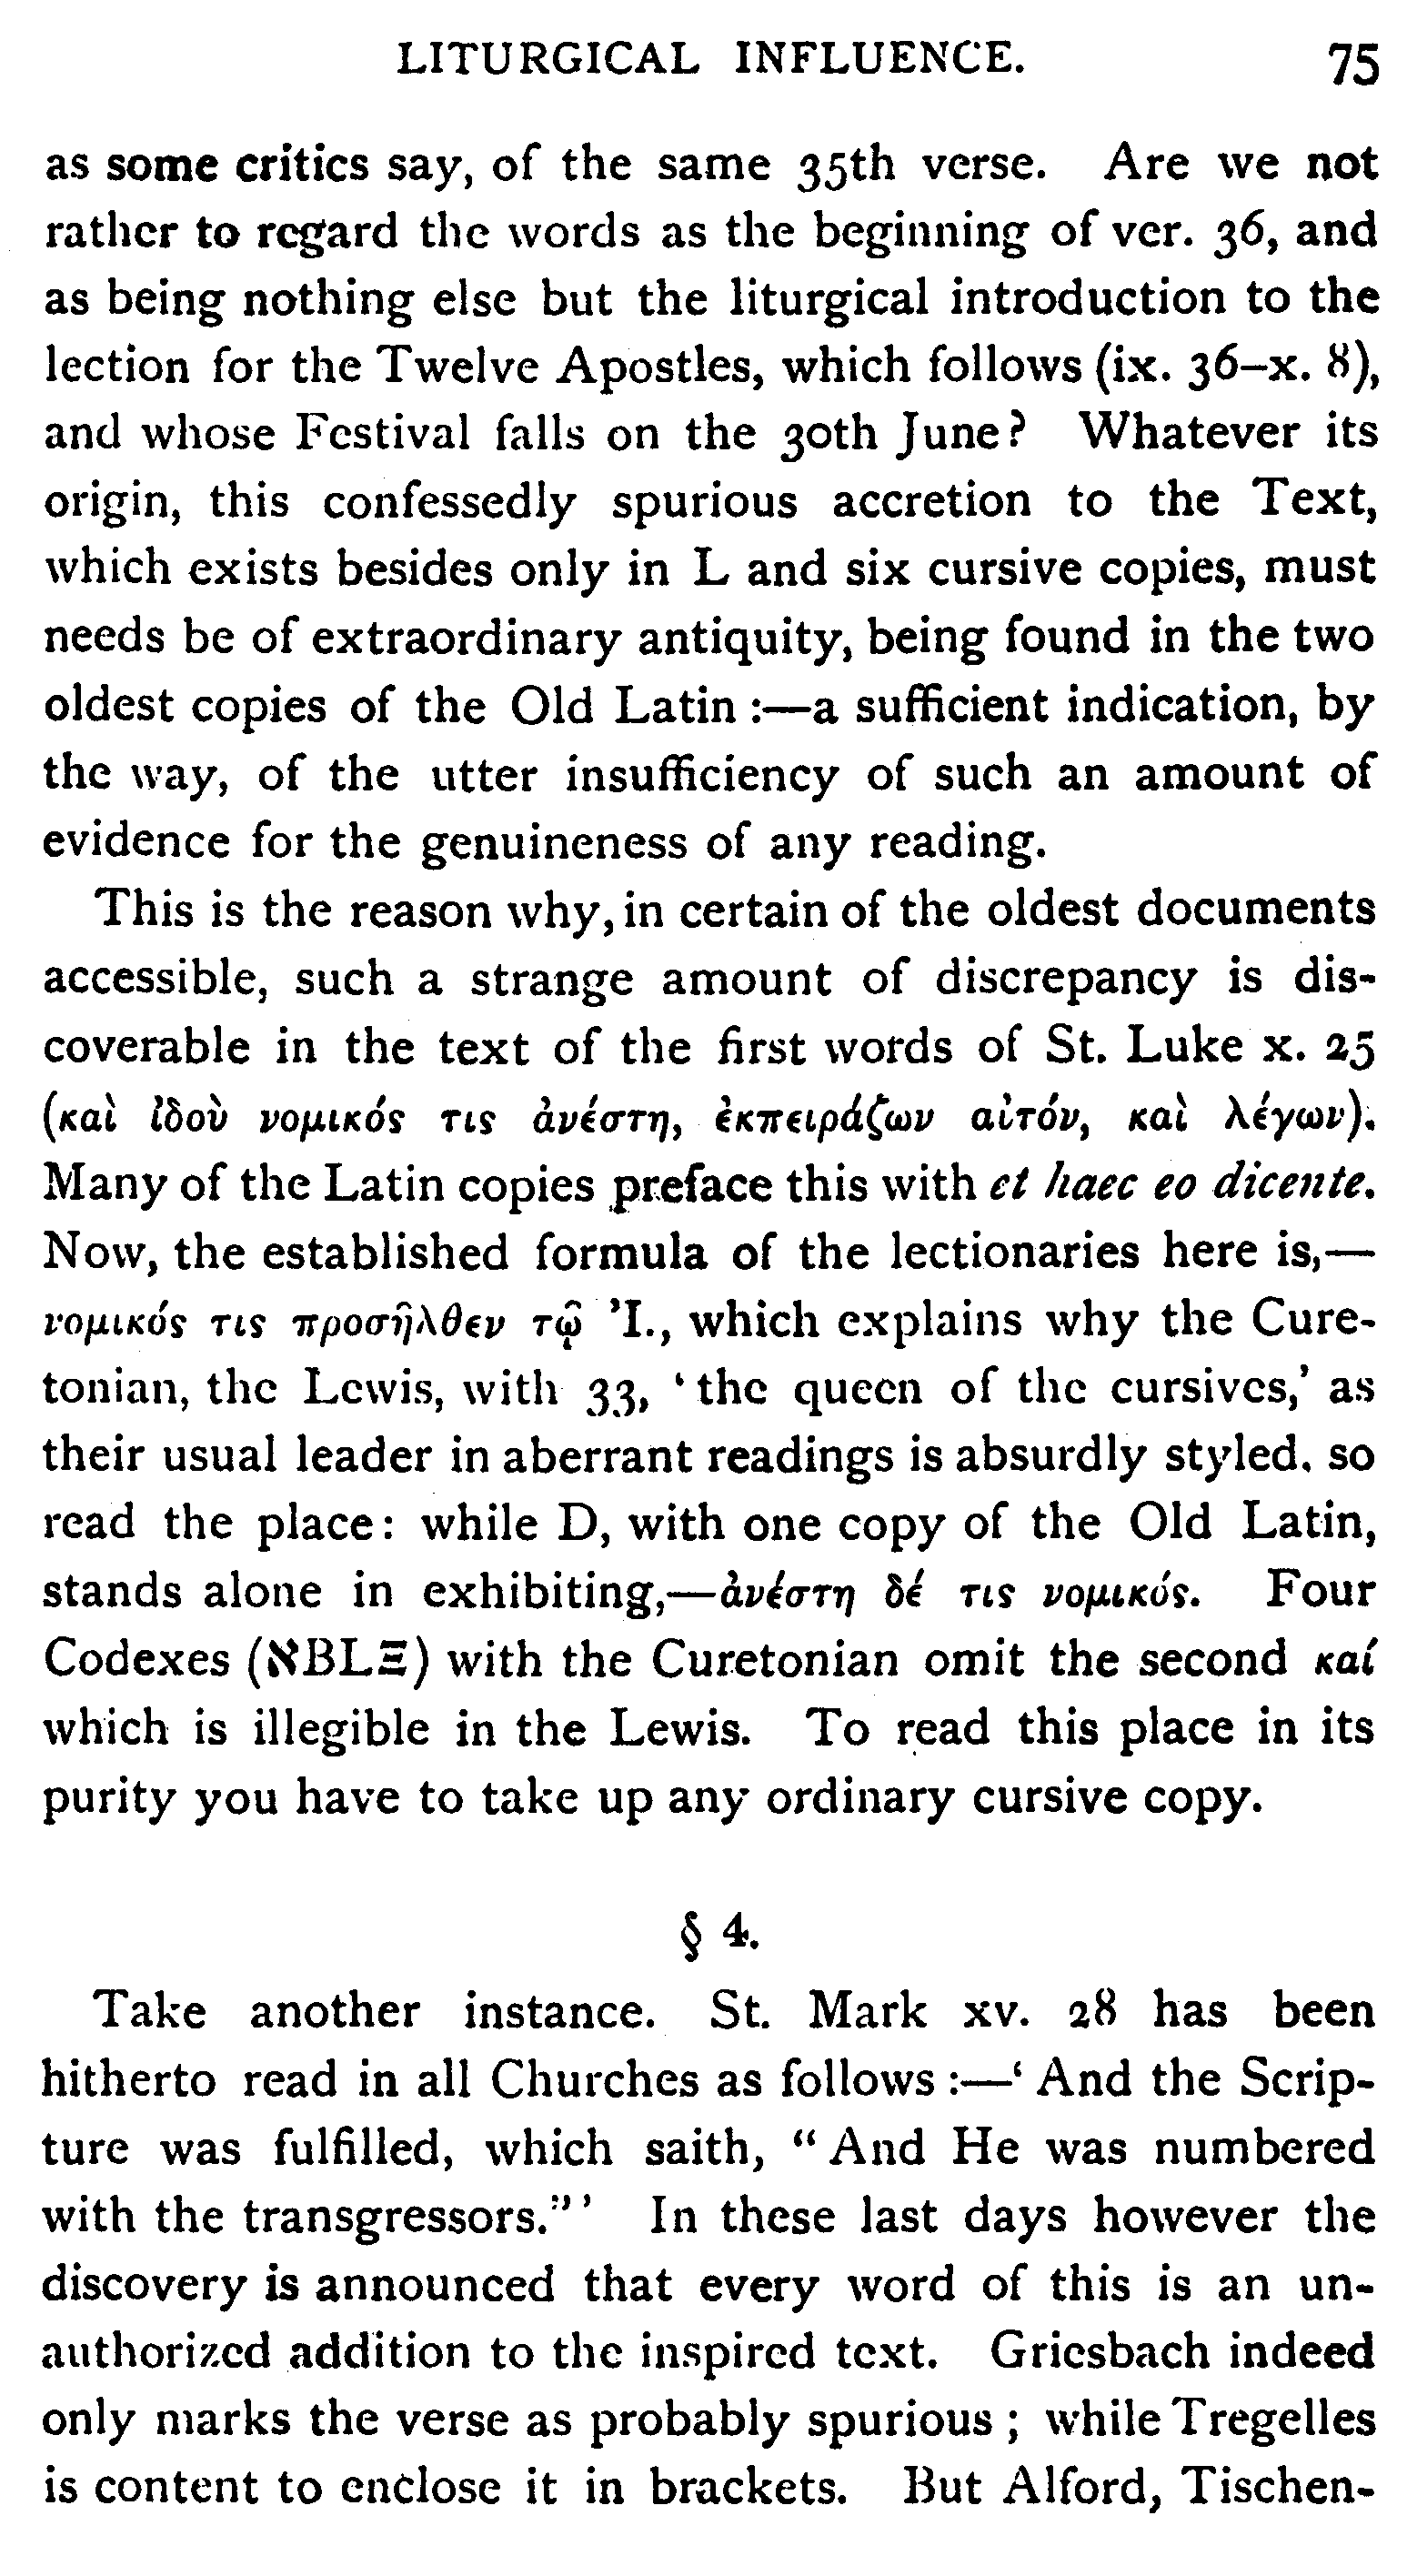 LITURGICAL INFLUENCE. 75
as some critics say, of the same 35th verse. Are we not
rather to regard the words as the beginning of ver. 36, and
as being nothing else but the liturgical introduction to the
lection for the Twelve Apostles, which follows (ix. 36–x. 8),
and whose Festival falls on the 30th June? Whatever its
origin, this confessedly spurious accretion to the Text,
which exists besides only in L and six cursive copies, must
needs be of extraordinary antiquity, being found in the two
oldest copies of the Old Latin :—a sufficient indication, by
the way, of the utter insufficiency of such an amount of
evidence for the genuineness of any reading.
This is the reason why, in certain of the oldest documents
accessible, such a strange amount of discrepancy is dis-
coverable in the text of the first words of St. Luke x. 25
(καὶ ἰδοὺ νομικός τις ἀνέστη, ἐκπειράζων αὐτόν, καὶ λέγων).
Many of the Latin copies preface this with et haec eo dicente.
Now, the established formula of the lectionaries here is,—
νομικός τις προσῆλθεν τῷ Ἰ., which explains why the Cure-
tonian, the Lewis, with 33, ‘the queen of the cursives,’ as
their usual leader in aberrant readings is absurdly styled, so
read the place: while D, with one copy of the Old Latin,
stands alone in exhibiting,—ἀνέστη δέ τις νομικός. Four
Codexes (אBLΞ) with the Curetonian omit the second καί
which is illegible in the Lewis. To read this place in its
purity you have to take up any ordinary cursive copy.
§ 4.
Take another instance. St. Mark xv. 28 has been
hitherto read in all Churches as follows :—‘And the Scrip-
ture was fulfilled, which saith, “And He was numbered
with the transgressors.”’ In these last days however the
discovery is announced that every word of this is an un-
authorized addition to the inspired text. Griesbach indeed
only marks the verse as probably spurious ; while Tregelles
is content to enclose it in brackets. But Alford, Tischen-